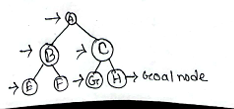 → A
→ B → C
→ E F → G H → Goal node